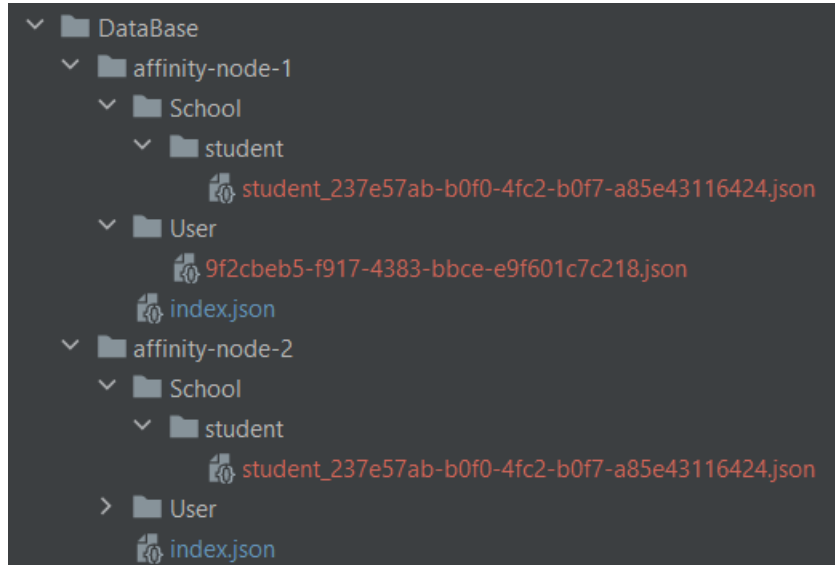 DataBase
affinity-node-1
School
student
student_237e57ab-b0f0-4fc2-b0f7-a85e43116424.json
User
9f2cbeb5-f917-4383-bbce-e9f601c7c218.json
index.json
affinity-node-2
School
student
student_237e57ab-b0f0-4fc2-b0f7-a85e43116424.json
User
index.json